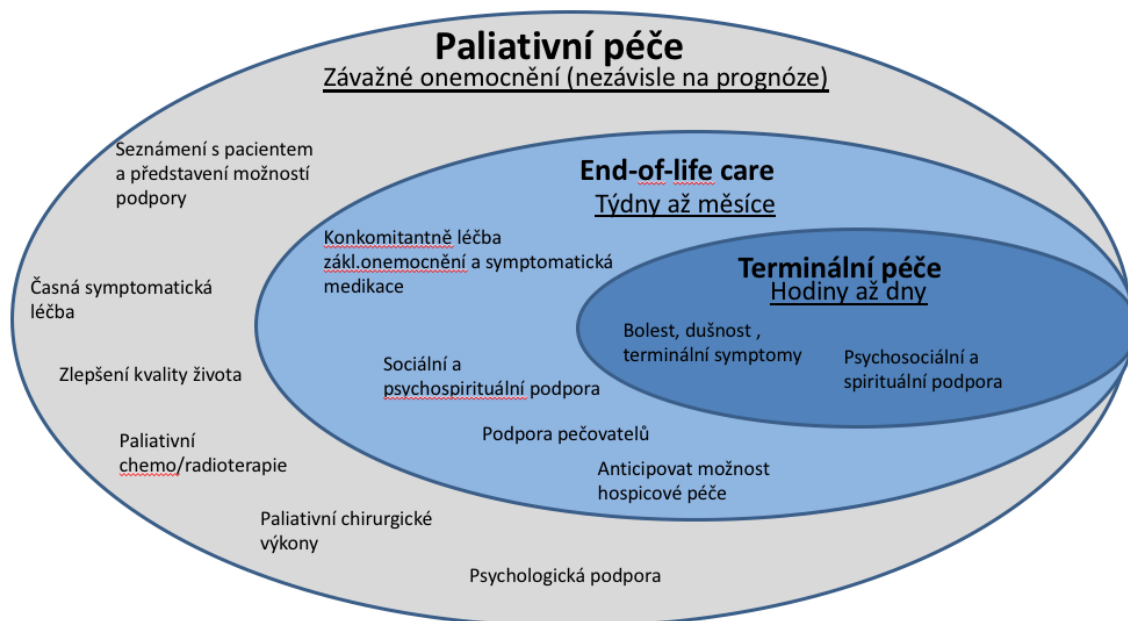 Paliativní péče
Závažné onemocnění (nezávisle na prognóze)
Seznámení s pacientem
a představení možností
podpory
End-of-life care
Týdny až měsíce
Konkomitantně léčba
zákl.onemocnění a symptomatická
medikace
Terminální péče
Hodiny až dny
Časná symptomatická
léčba
Bolest, dušnost ,
terminální symptomy
Psychosociální a
spirituální podpora
Zlepšení kvality života
Sociální a
psychospirituální podpora
Podpora pečovatelů
Paliativní
chemo/radioterapie
Anticipovat možnost
hospicové péče
Paliativní chirurgické
výkony
Psychologická podpora